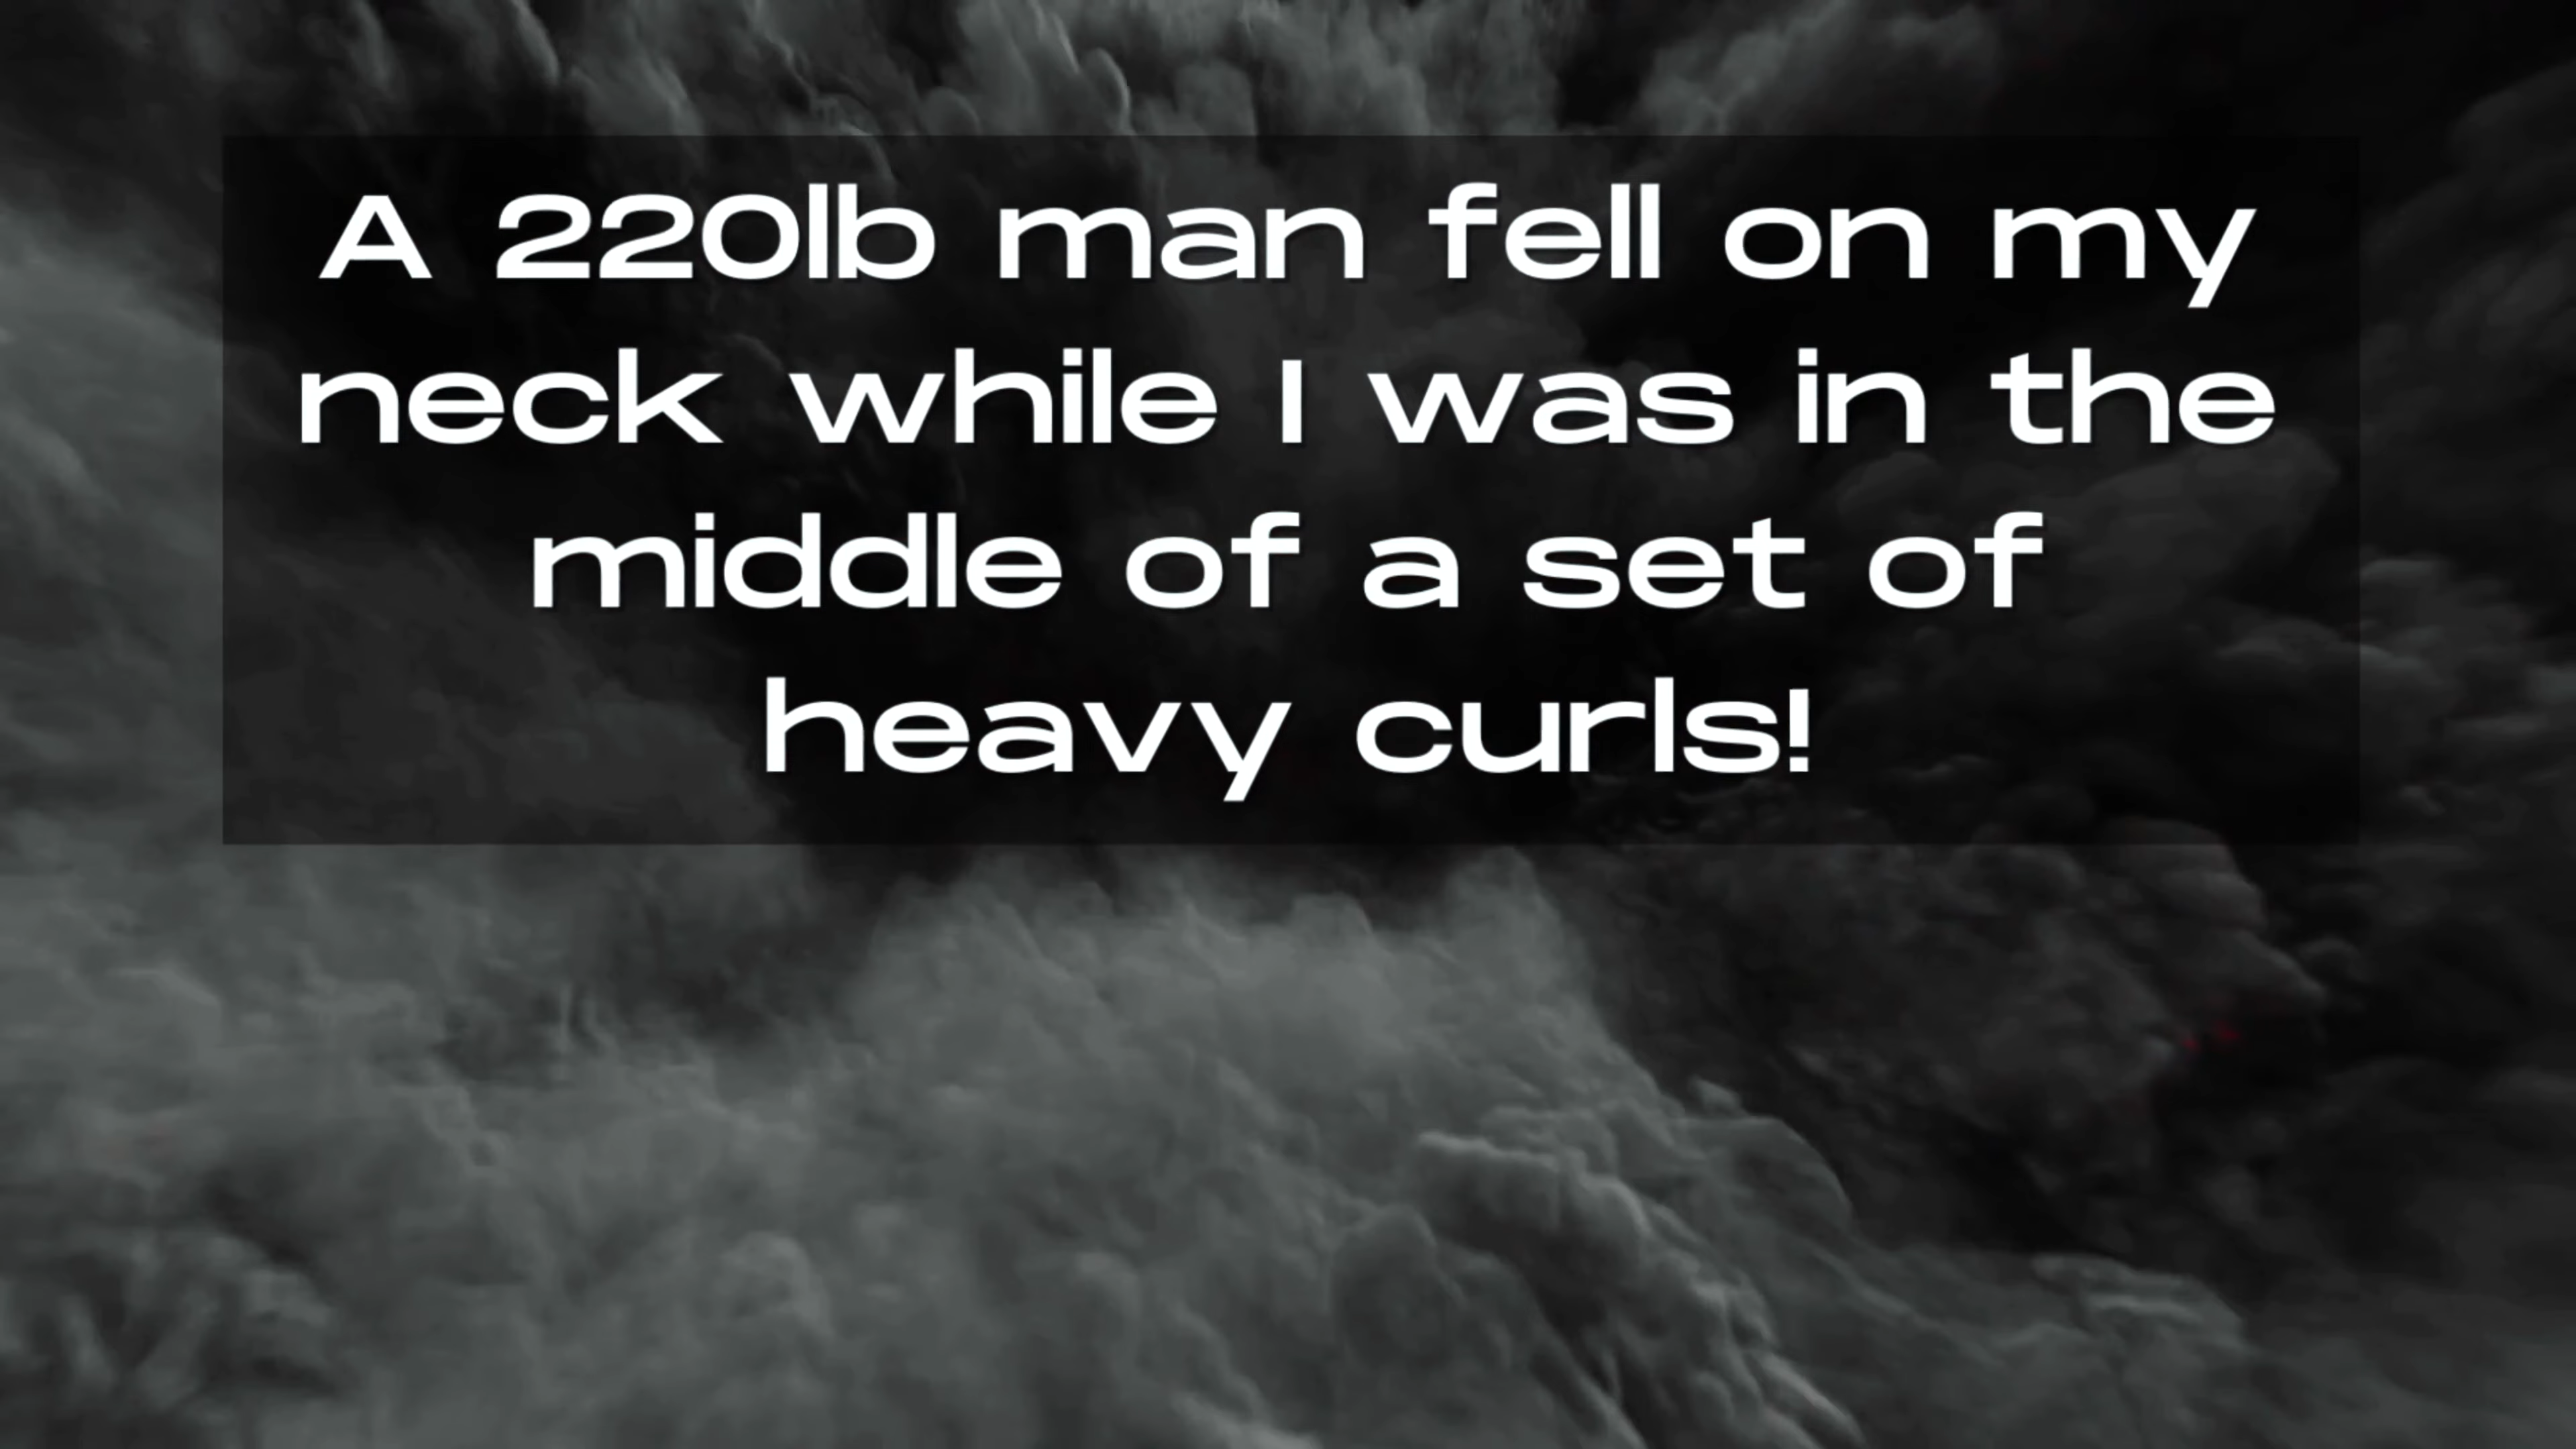 A 220lb man fell on my
neck while I was in the
middle of a set of
heavy curls!